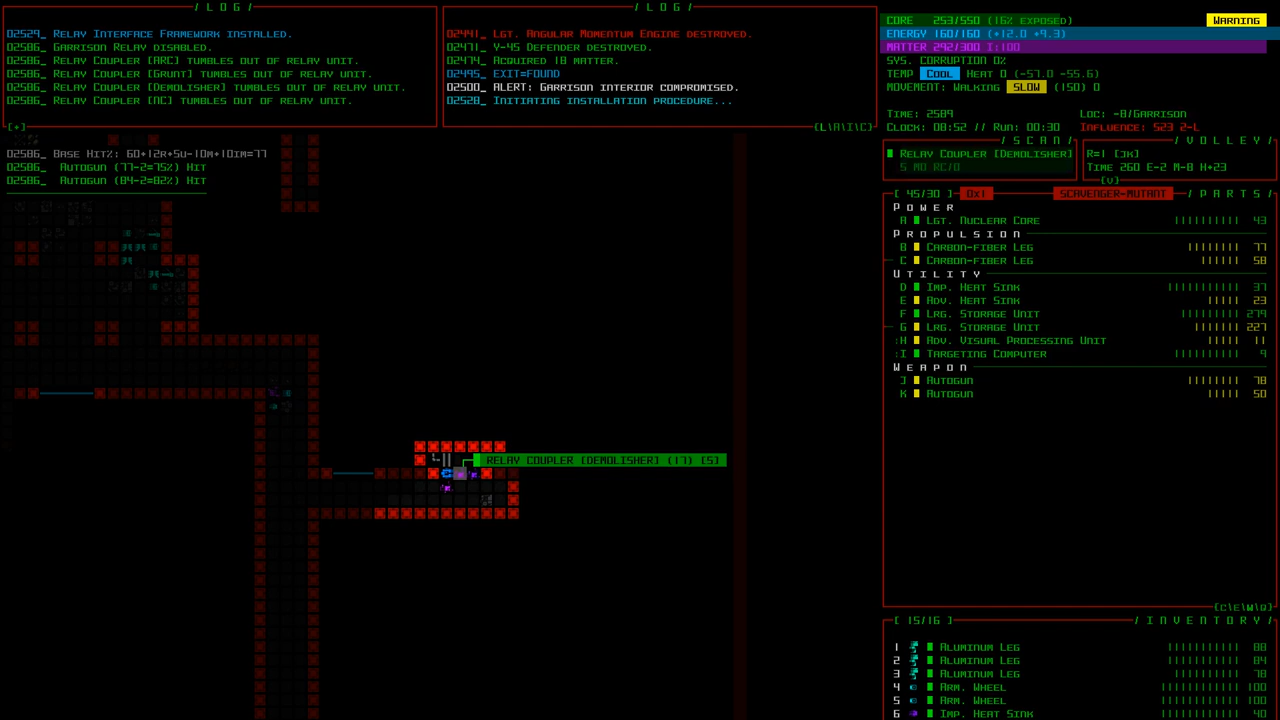 / L O G /
02529_ Relay Interface Framework installed.
02586_ Garrison Relay disabled.
02586_ Relay Coupler [ARC] tumbles out of relay unit.
02586_ Relay Coupler [Grunt] tumbles out of relay unit.
02586_ Relay Coupler [Demolisher] tumbles out of relay unit.
02586_ Relay Coupler [NC] tumbles out of relay unit.
[+]
/ L O G /
02441_ Lgt. Angular Momentum Engine destroyed.
02471_ Y-45 Defender destroyed.
02474_ Acquired 18 matter.
02495_ EXIT=FOUND
02500_ ALERT: Garrison interior compromised.
02528_ Initiating installation procedure...
[L\A\I\C]
02586_ Base Hit%: 60+12r+5u-10m+10im=77
02586_ Autogun (77-2=75%) Hit
02586_ Autogun (84-2=82%) Hit
RELAY COUPLER [DEMOLISHER] (17) [5]
CORE 253/550 (16% EXPOSED)
WARNING
ENERGY 160/160 (+12.0 +9.3)
MATTER 292/300 I:100
SYS. CORRUPTION 0%
TEMP COOL HEAT 0 (-57.0 -55.6)
MOVEMENT: WALKING SLOW (150) 0
TIME: 2589 LOC: -8/GARRISON
CLOCK: 08:52 // RUN: 00:30 INFLUENCE: 523 2-L
/ S C A N /
RELAY COUPLER [DEMOLISHER]
/ V O L L E Y /
R=1 [JK]
TIME 260 E-2 M-8 H+23
[V]
[ 45/30 ] 0x1 SCAVENGER-MUTANT / P A R T S /
POWER
A LGT. NUCLEAR CORE 43
PROPULSION
B CARBON-FIBER LEG 77
C CARBON-FIBER LEG 58
UTILITY
D IMP. HEAT SINK 37
E ADV. HEAT SINK 23
F LRG. STORAGE UNIT 279
G LRG. STORAGE UNIT 227
:H ADV. VISUAL PROCESSING UNIT 11
:I TARGETING COMPUTER 9
WEAPON
J AUTOGUN 78
K AUTOGUN 50
[C\E\W\Q]
[ 15/16 ] / I N V E N T O R Y /
1 ALUMINUM LEG 88
2 ALUMINUM LEG 84
3 ALUMINUM LEG 78
4 ARM. WHEEL 100
5 ARM. WHEEL 100
6 IMP. HEAT SINK 40